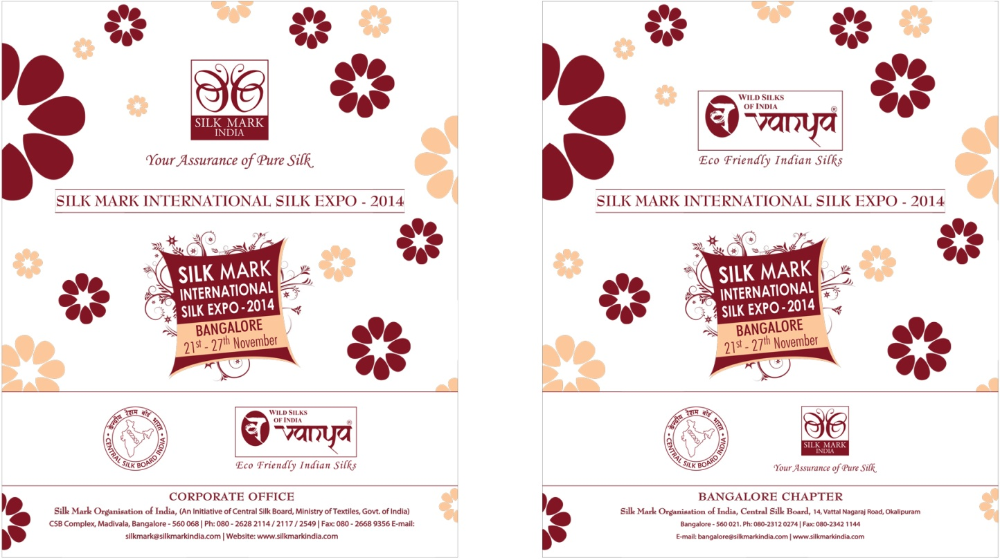 SILK MARK
INDIA
Your Assurance of Pure Silk
SILK MARK INTERNATIONAL SILK EXPO - 2014
SILK MARK
INTERNATIONAL
SILK EXPO - 2014
BANGALORE
21st - 27th November
केन्द्रीय रेशम बोर्ड भारत
CENTRAL SILK BOARD INDIA
WILD SILKS
OF INDIA
व vanya ®
Eco Friendly Indian Silks
CORPORATE OFFICE
Silk Mark Organisation of India, (An Initiative of Central Silk Board, Ministry of Textiles, Govt. of India)
CSB Complex, Madivala, Bangalore - 560 068 | Ph: 080 - 2628 2114 / 2117 / 2549 | Fax: 080 - 2668 9356 E-mail:
silkmark@silkmarkindia.com | Website: www.silkmarkindia.com
WILD SILKS
OF INDIA
व vanya ®
Eco Friendly Indian Silks
SILK MARK INTERNATIONAL SILK EXPO - 2014
SILK MARK
INTERNATIONAL
SILK EXPO - 2014
BANGALORE
21st - 27th November
केन्द्रीय रेशम बोर्ड भारत
CENTRAL SILK BOARD INDIA
SILK MARK
INDIA
Your Assurance of Pure Silk
BANGALORE CHAPTER
Silk Mark Organisation of India, Central Silk Board, 14, Vattal Nagaraj Road, Okalipuram
Bangalore - 560 021. Ph: 080-2312 0274 | Fax: 080-2342 1144
E-mail: bangalore@silkmarkindia.com | www.silkmarkindia.com